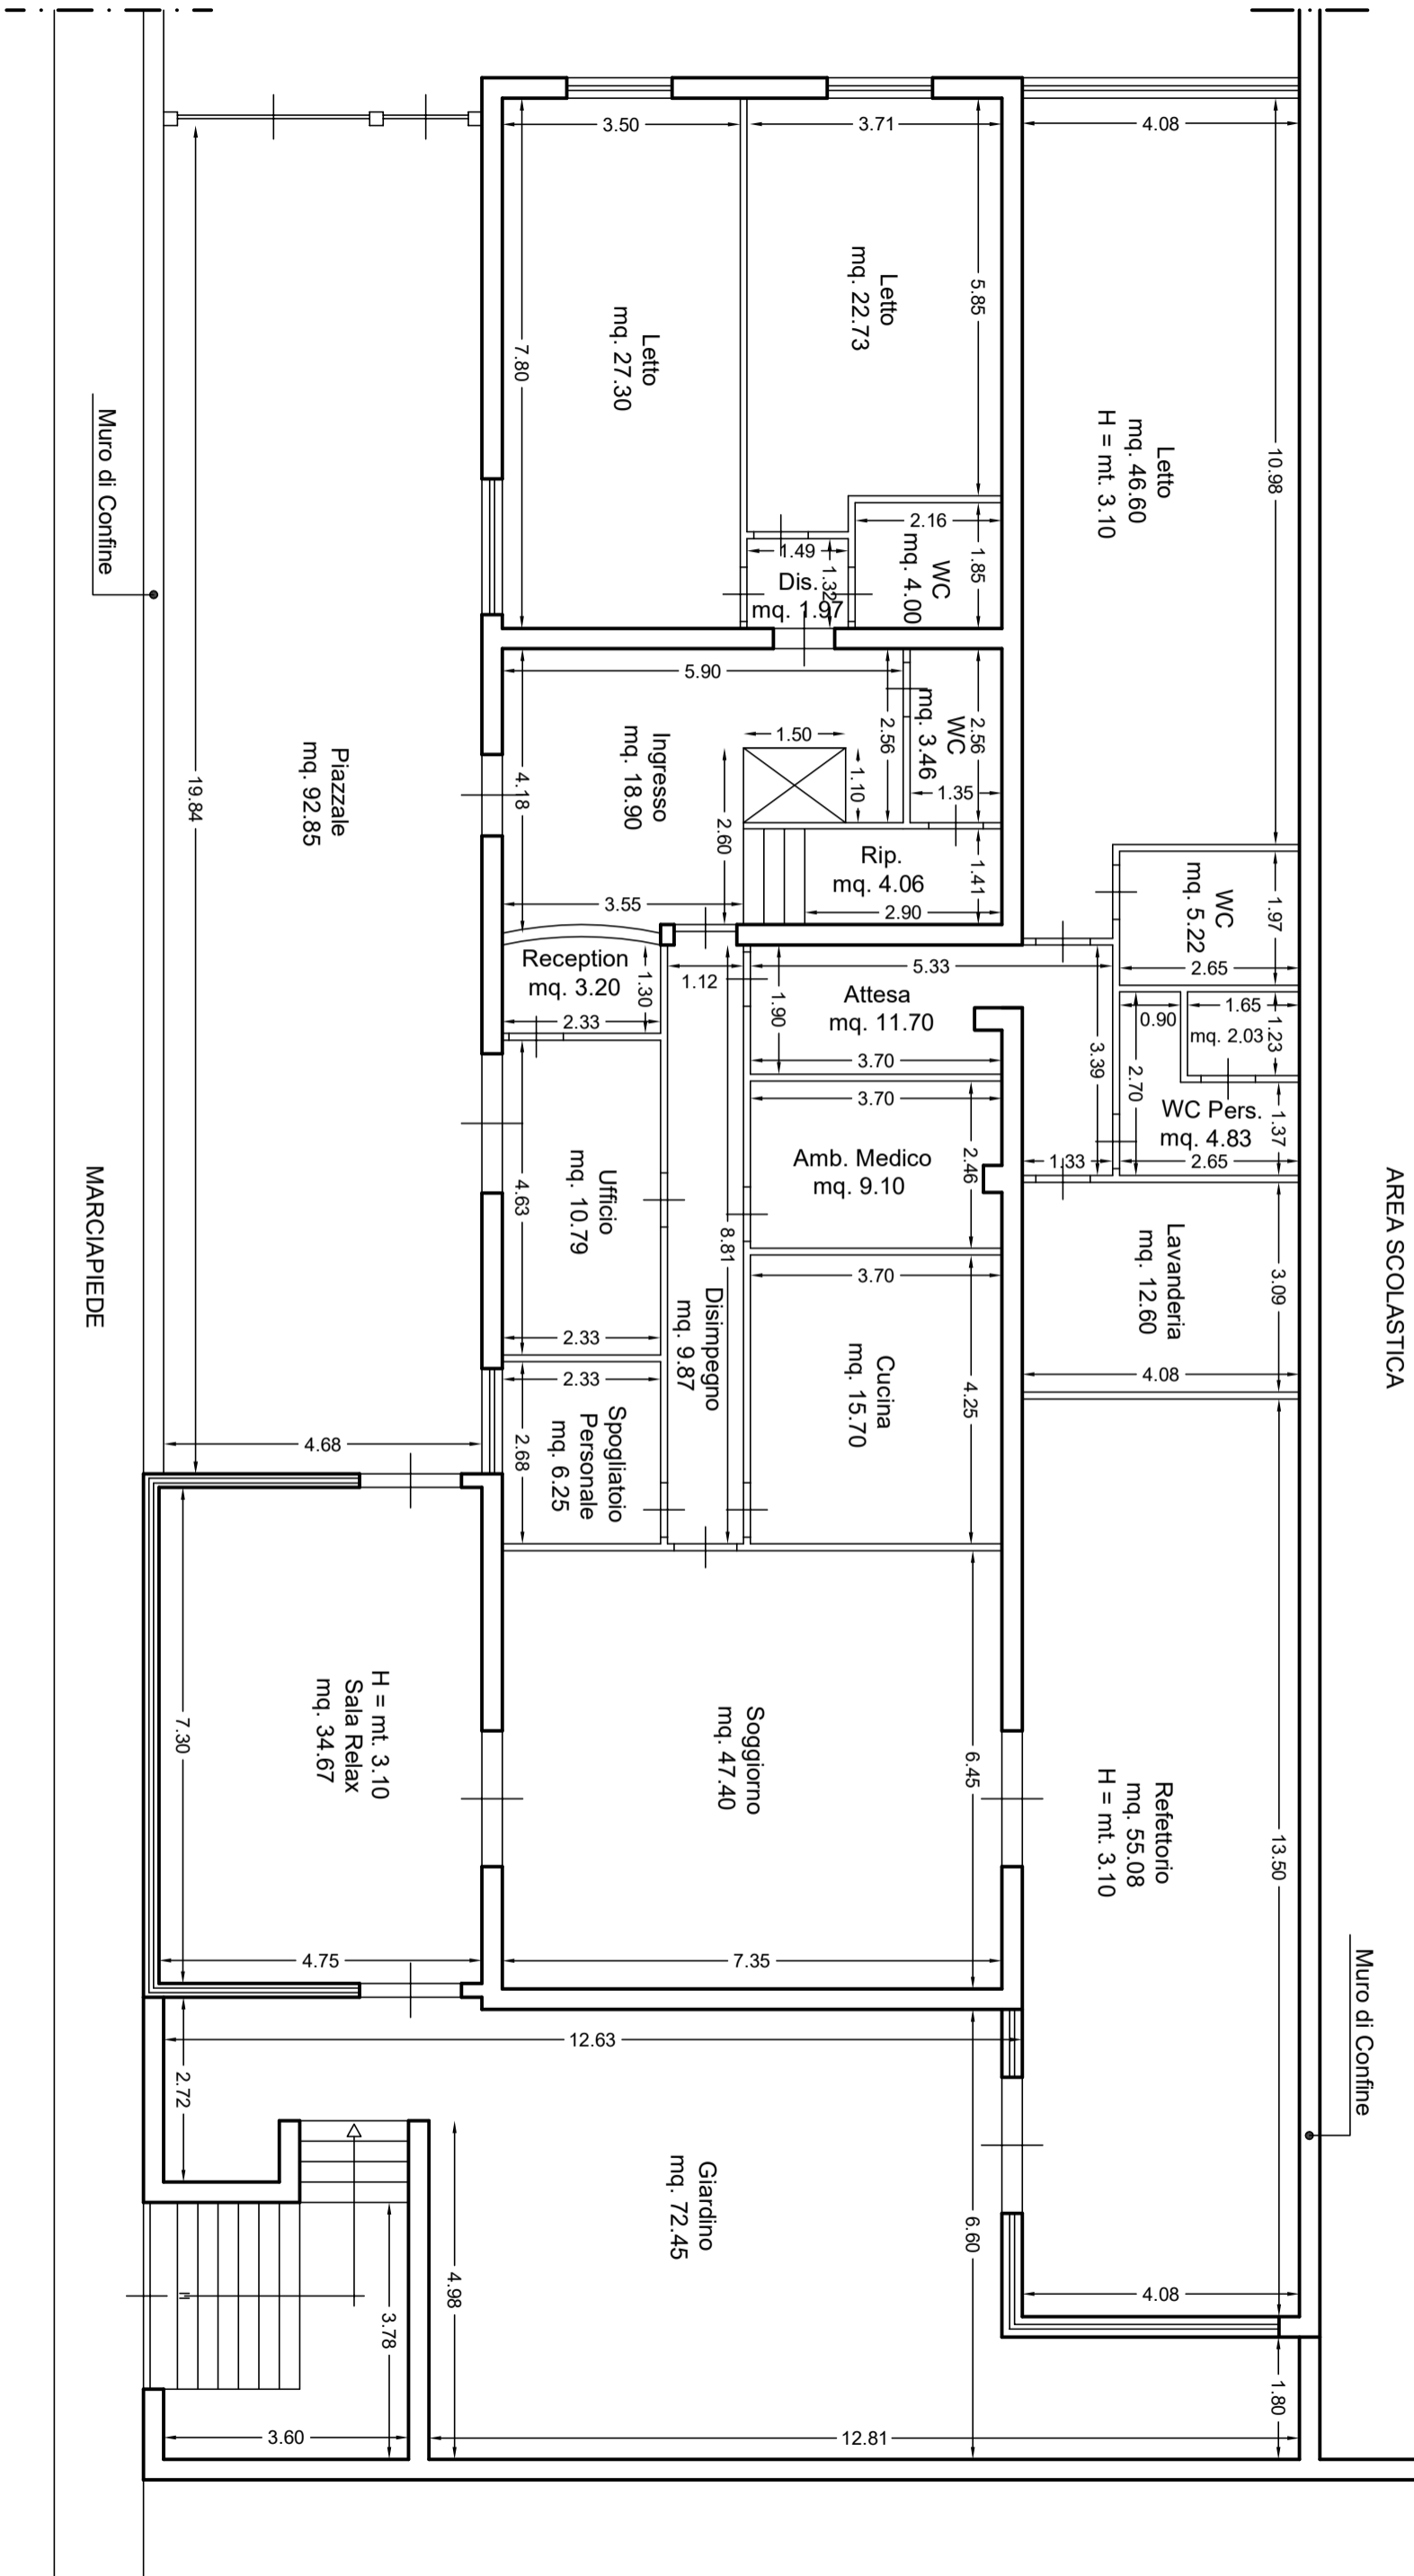 3.50
3.71
4.08
Letto
mq. 22.73
5.85
Letto
mq. 27.30
7.80
Letto
mq. 46.60
H = mt. 3.10
10.98
Muro di Confine
19.84
Piazzale
mq. 92.85
2.16
WC
mq. 4.00
1.85
1.49
1.32
Dis.
mq. 1.97
5.90
2.56
WC
mq. 3.46
2.56
1.35
1.50
1.10
Ingresso
mq. 18.90
4.18
2.60
Rip.
mq. 4.06
1.41
2.90
3.55
WC
mq. 5.22
1.97
2.65
Reception
mq. 3.20
1.30
2.33
1.12
5.33
Attesa
mq. 11.70
1.90
3.70
3.39
0.90
1.65
mq. 2.03
1.23
2.70
WC Pers.
mq. 4.83
1.37
2.65
1.33
3.70
Amb. Medico
mq. 9.10
2.46
Ufficio
mq. 10.79
4.63
2.33
8.81
Disimpegno
mq. 9.87
3.70
Cucina
mq. 15.70
4.25
Lavanderia
mq. 12.60
3.09
4.08
MARCIAPIEDE
AREA SCOLASTICA
2.33
Spogliatoio
Personale
mq. 6.25
2.68
4.68
H = mt. 3.10
Sala Relax
mq. 34.67
7.30
4.75
Soggiorno
mq. 47.40
6.45
7.35
Refettorio
mq. 55.08
H = mt. 3.10
13.50
4.08
Muro di Confine
12.63
2.72
Giardino
mq. 72.45
6.60
4.98
3.78
3.60
12.81
1.80